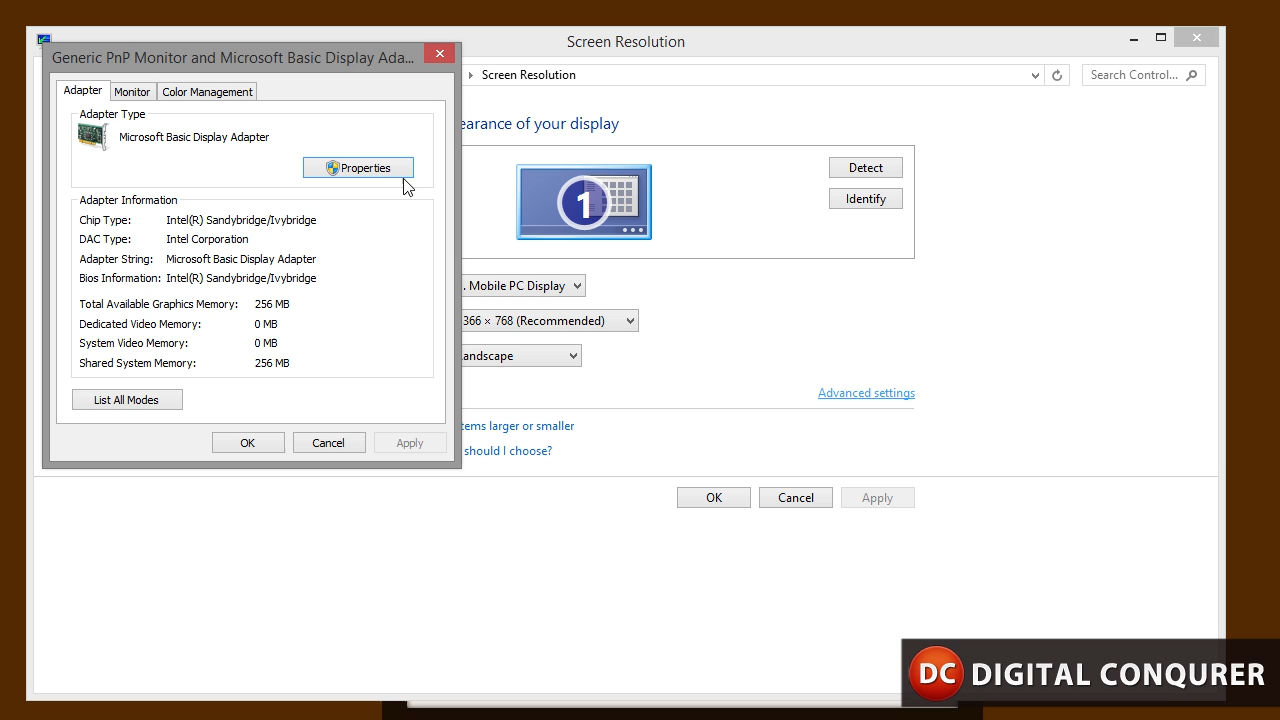 Screen Resolution
Generic PnP Monitor and Microsoft Basic Display Ada...
Screen Resolution
Search Control...
Adapter
Monitor
Color Management
Adapter Type
Microsoft Basic Display Adapter
Properties
Adapter Information
Chip Type: Intel(R) Sandybridge/Ivybridge
DAC Type: Intel Corporation
Adapter String: Microsoft Basic Display Adapter
Bios Information: Intel(R) Sandybridge/Ivybridge
Total Available Graphics Memory: 256 MB
Dedicated Video Memory: 0 MB
System Video Memory: 0 MB
Shared System Memory: 256 MB
List All Modes
OK
Cancel
Apply
earance of your display
1
Detect
Identify
. Mobile PC Display
366 × 768 (Recommended)
andscape
Advanced settings
tems larger or smaller
should I choose?
OK
Cancel
Apply
DC DIGITAL CONQURER